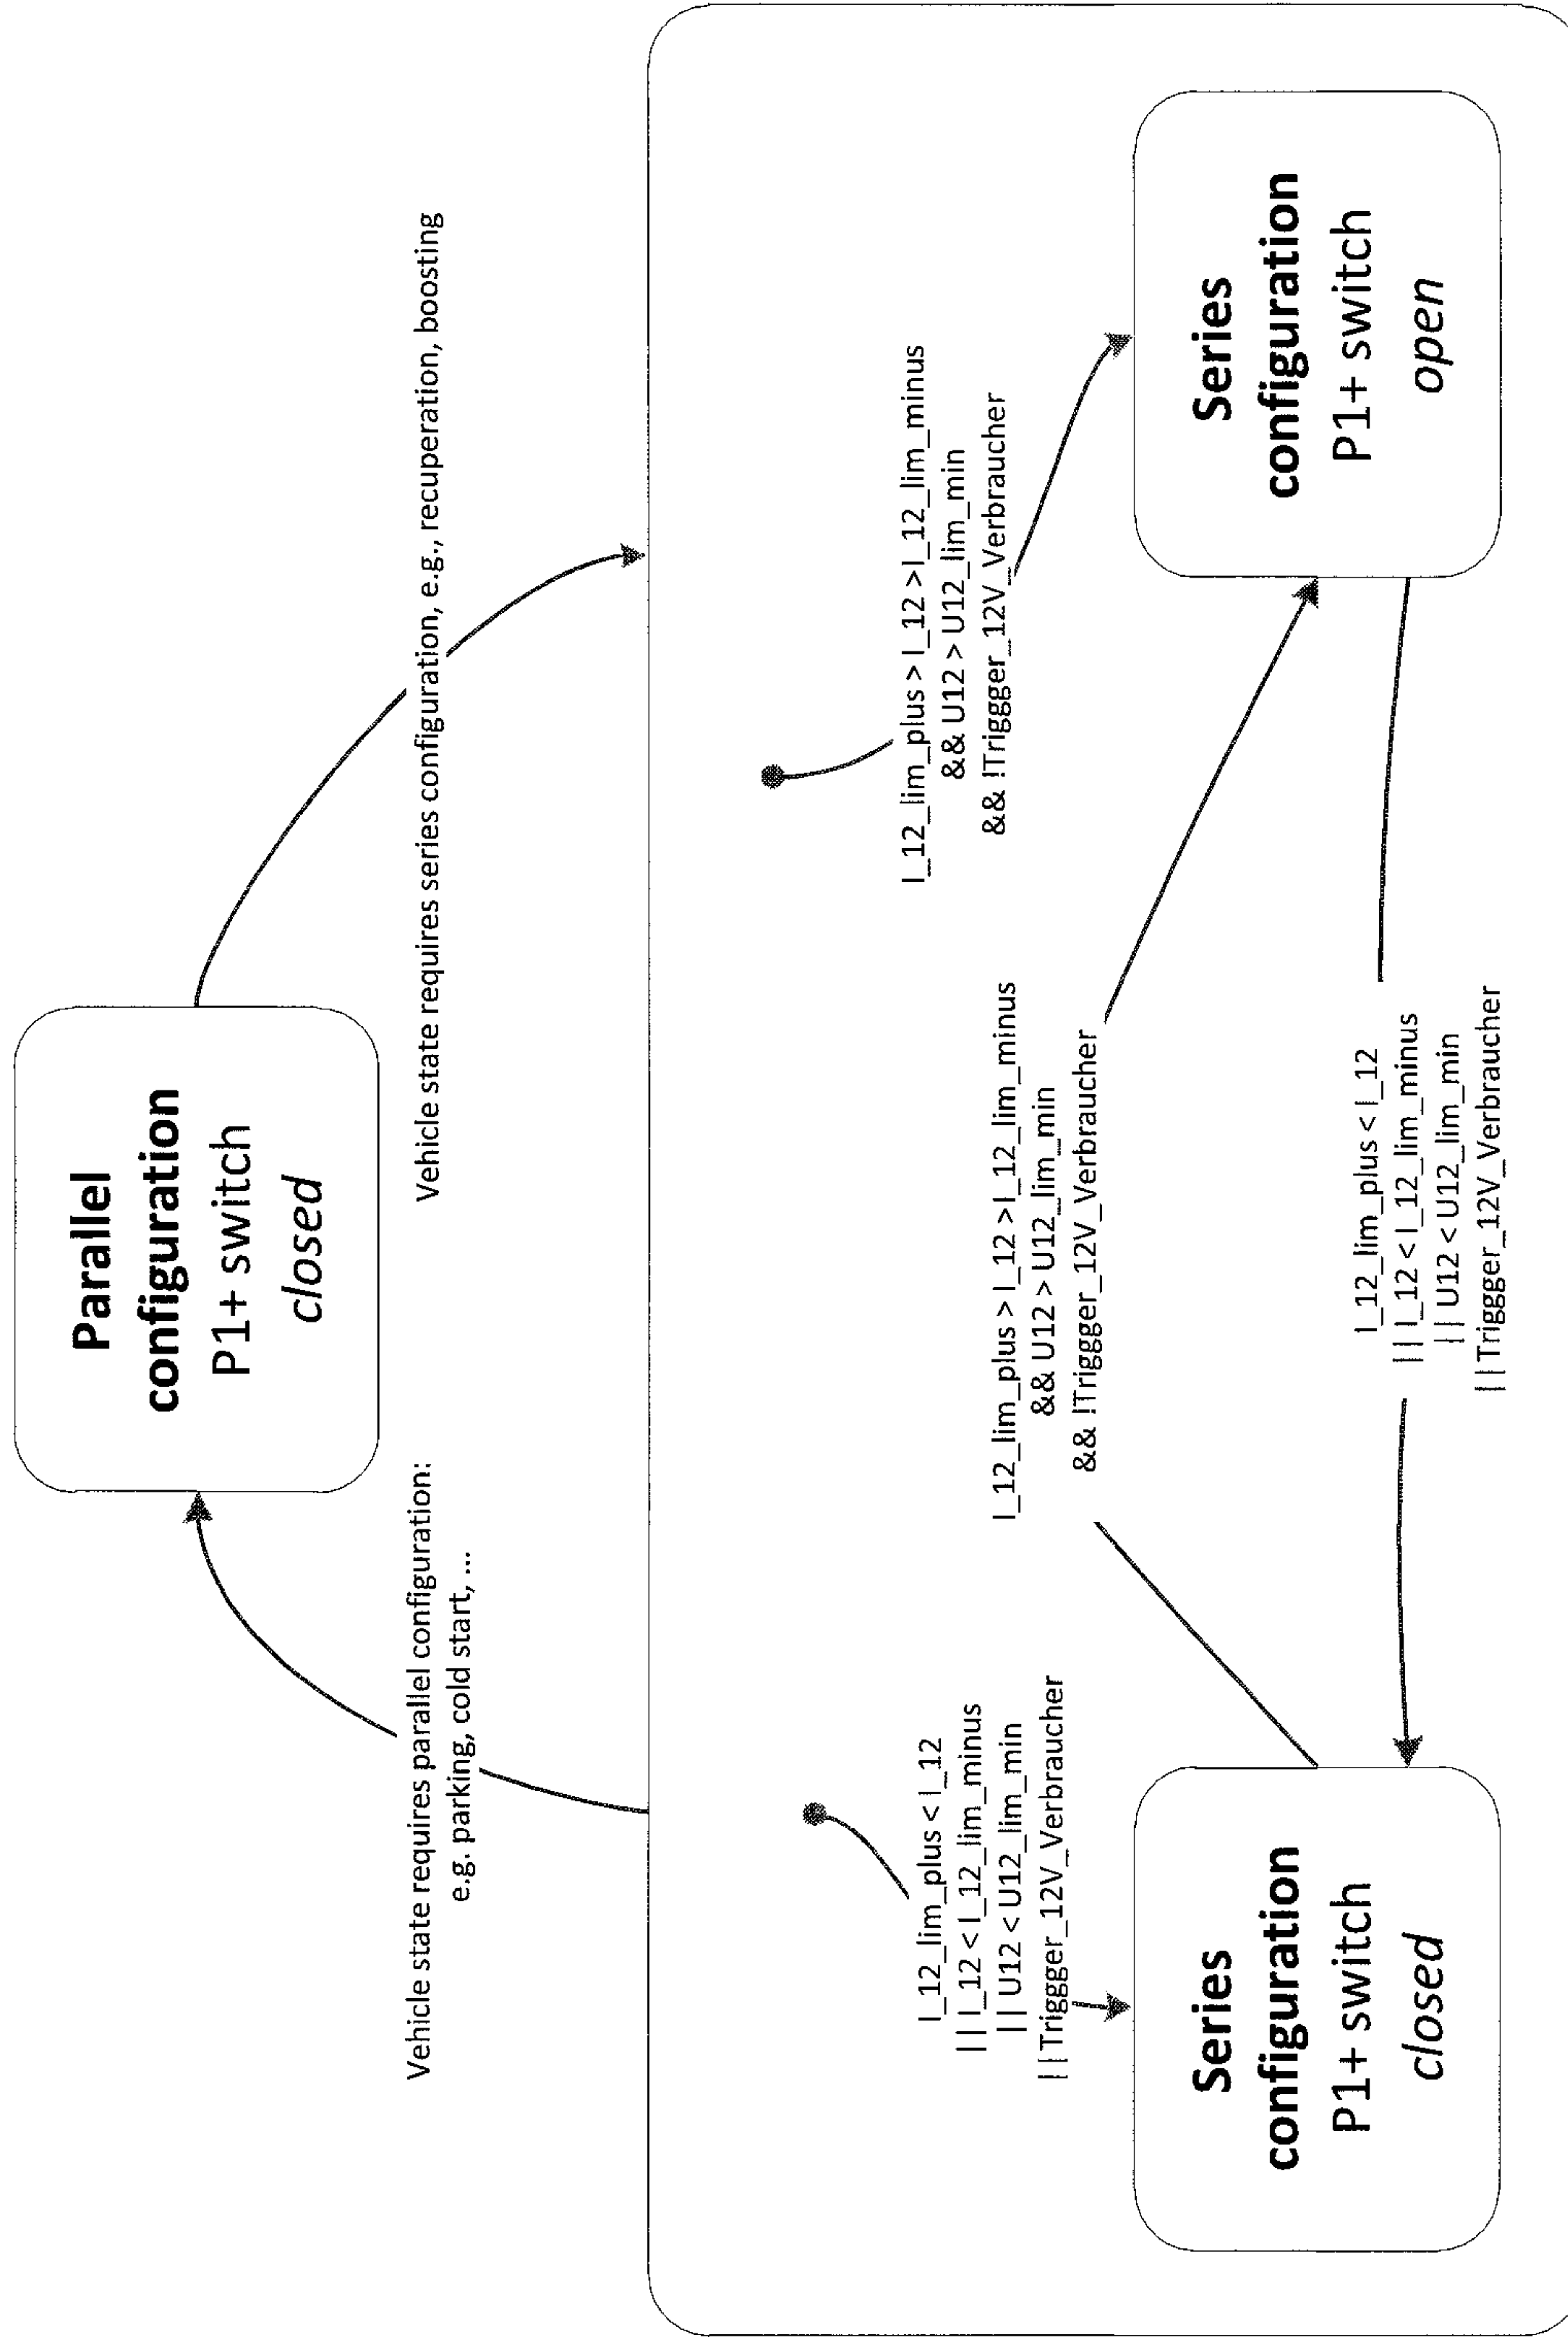 Parallel
configuration
P1+ switch
closed
Vehicle state requires parallel configuration:
e.g. parking, cold start, ...
Vehicle state requires series configuration, e.g., recuperation, boosting
I_12_lim_plus < I_12
|| I_12 < I_12_lim_minus
|| U12 < U12_lim_min
|| Triggger_12V_Verbraucher
I_12_lim_plus > I_12 >I_12_lim_minus
&& U12 > U12_lim_min
&& !Triggger_12V_Verbraucher
I_12_lim_plus > I_12 >I_12_lim_minus
&& U12 > U12_lim_min
&& !Triggger_12V_Verbraucher
Series
configuration
P1+ switch
closed
I_12_lim_plus < I_12
|| I_12 < I_12_lim_minus
|| U12 < U12_lim_min
|| Triggger_12V_Verbraucher
Series
configuration
P1+ switch
open